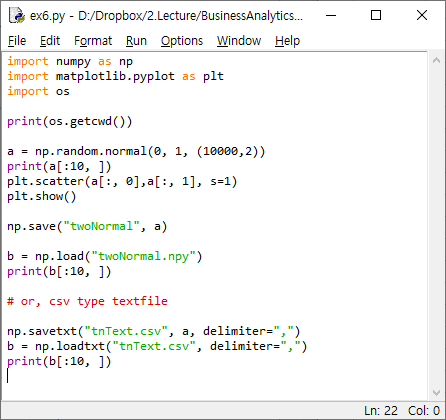 ex6.py - D:/Dropbox/2.Lecture/BusinessAnalytics...
File Edit Format Run Options Window Help
import numpy as np
import matplotlib.pyplot as plt
import os
print(os.getcwd())
a = np.random.normal(0, 1, (10000,2))
print(a[:10, ])
plt.scatter(a[:, 0],a[:, 1], s=1)
plt.show()
np.save("twoNormal", a)
b = np.load("twoNormal.npy")
print(b[:10, ])
# or, csv type textfile
np.savetxt("tnText.csv", a, delimiter=",")
b = np.loadtxt("tnText.csv", delimiter=",")
print(b[:10, ])
Ln: 22 Col: 0